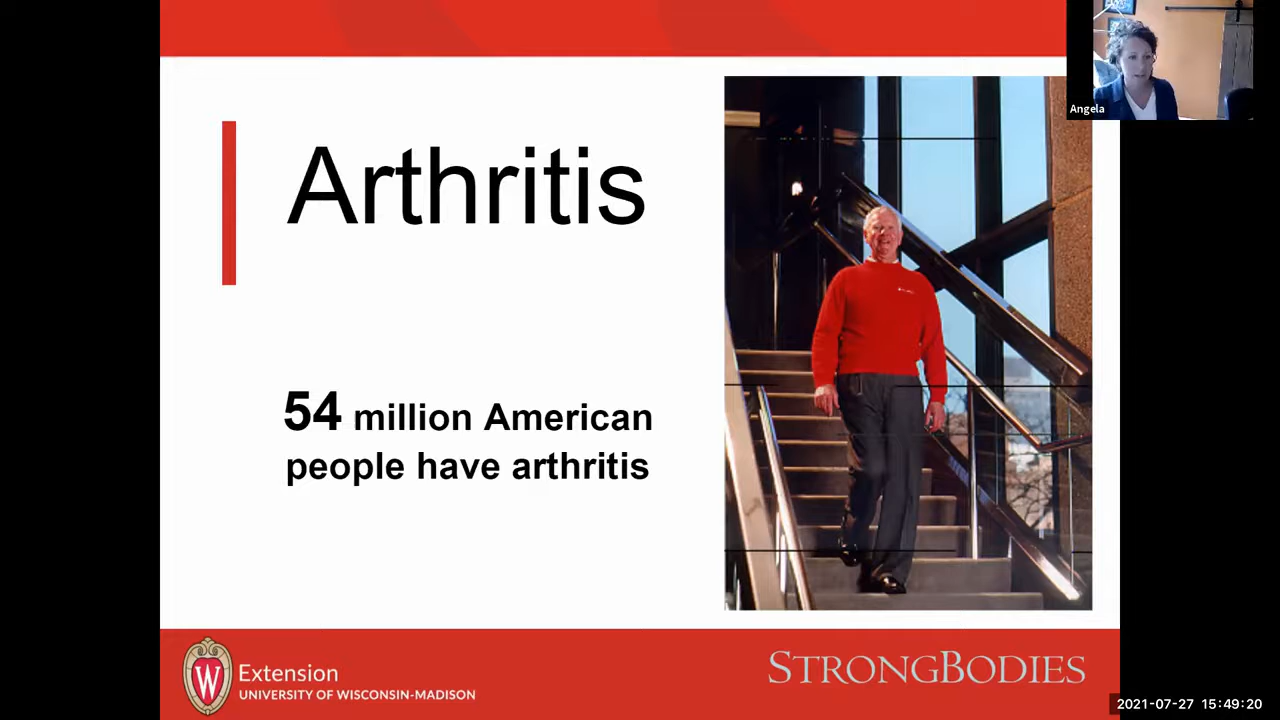 Angela
Arthritis
54 million American
people have arthritis
W
Extension
UNIVERSITY OF WISCONSIN-MADISON
STRONGBODIES
2021-07-27 15:49:20